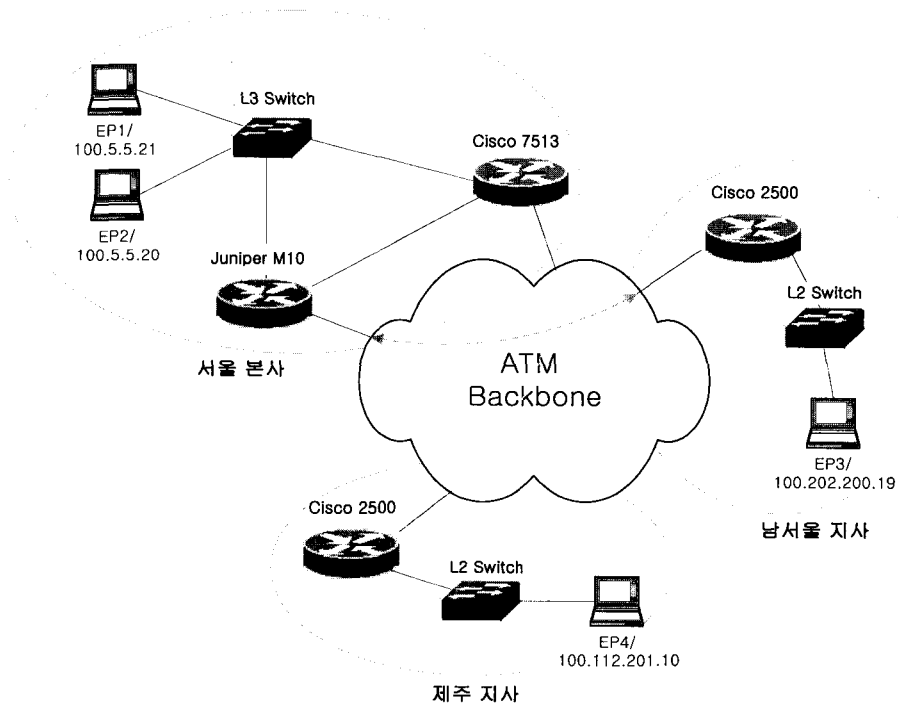 L3 Switch
EP1/
100.5.5.21
Cisco 7513
EP2/
100.5.5.20
Cisco 2500
Juniper M10
L2 Switch
서울 본사
ATM
Backbone
EP3/
100.202.200.19
남서울 지사
Cisco 2500
L2 Switch
EP4/
100.112.201.10
제주 지사